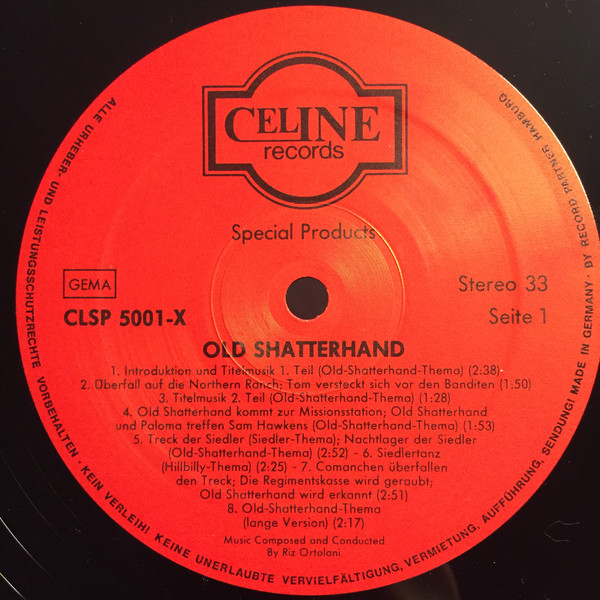 CELINE
records
Special Products
GEMA
CLSP 5001-X
Stereo 33
Seite 1
OLD SHATTERHAND
1. Introduktion und Titelmusik 1. Teil (Old-Shatterhand-Thema) (2:38)-
2. Überfall auf die Northern Ranch; Tom versteckt sich vor den Banditen (1:50)
3. Titelmusik 2. Teil (Old-Shatterhand-Thema) (1:28)
4. Old Shatterhand kommt zur Missionsstation; Old Shatterhand
und Paloma treffen Sam Hawkens (Old-Shatterhand-Thema) (1:53)
5. Treck der Siedler (Siedler-Thema); Nachtlager der Siedler
(Old-Shatterhand-Thema) (2:52) - 6. Siedlertanz
(Hillbilly-Thema) (2:25) - 7. Comanchen überfallen
den Treck; Die Regimentskasse wird geraubt;
Old Shatterhand wird erkannt (2:51)
8. Old-Shatterhand-Thema
(lange Version) (2:17)
Music Composed and Conducted
By Riz Ortolani
ALLE URHEBER- UND LEISTUNGSSCHUTZRECHTE VORBEHALTEN · KEIN VERLEIH! KEINE UNERLAUBTE VERVIELFÄLTIGUNG, VERMIETUNG, AUFFÜHRUNG, SENDUNG! MADE IN GERMANY · BY RECORD PARTNER HAMBURG